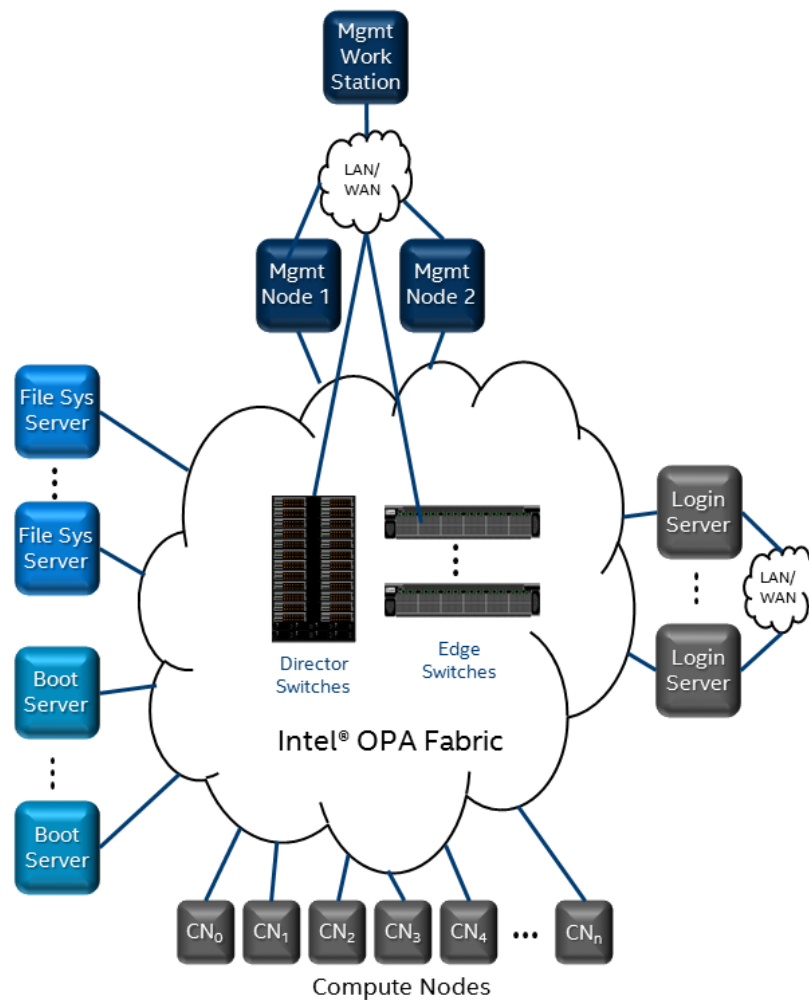 Mgmt
Work
Station
LAN/
WAN
Mgmt
Node 1
Mgmt
Node 2
File Sys
Server
File Sys
Server
Boot
Server
Boot
Server
Login
Server
Login
Server
LAN/
WAN
Director
Switches
Edge
Switches
Intel® OPA Fabric
CN₀ CN₁ CN₂ CN₃ CN₄ ••• CNₙ
Compute Nodes